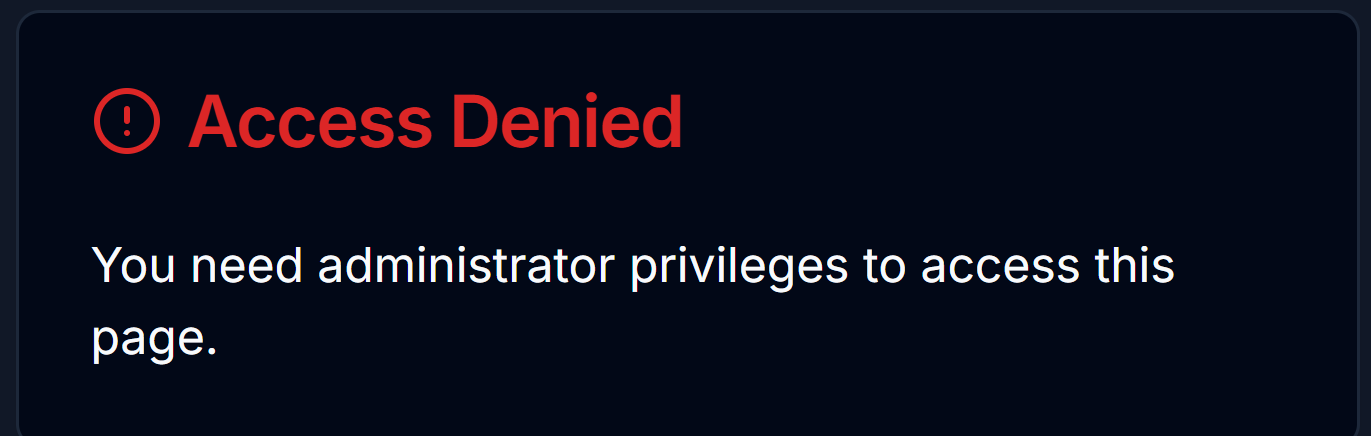 Access Denied
You need administrator privileges to access this
page.